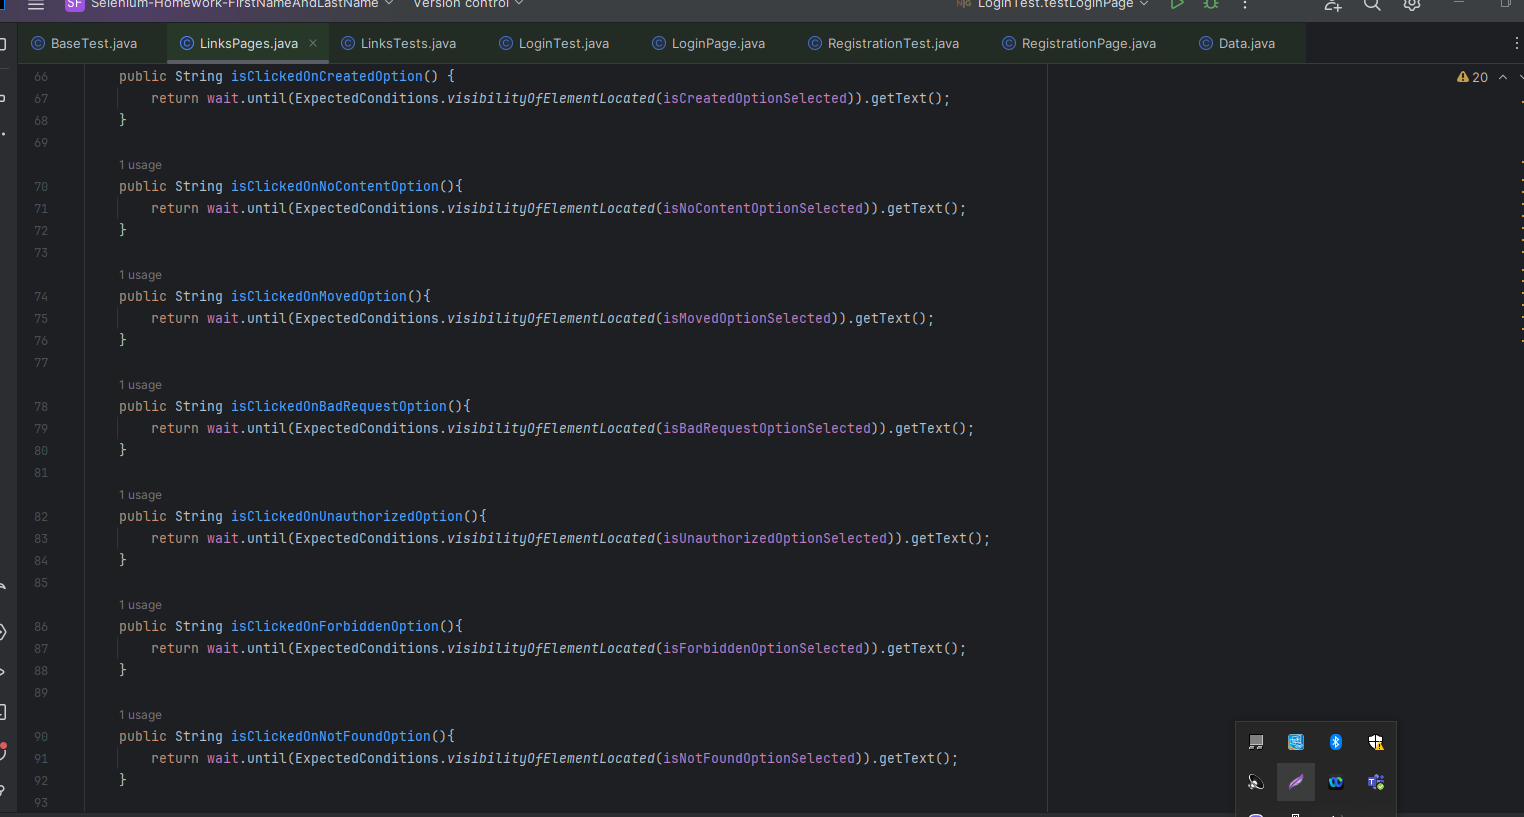 SF Selenium-Homework-FirstNameAndLastName Version control LoginTest.testLoginPage
BaseTest.java LinksPages.java LinksTests.java LoginTest.java LoginPage.java RegistrationTest.java RegistrationPage.java Data.java
66 public String isClickedOnCreatedOption() { 20
67 return wait.until(ExpectedConditions.visibilityOfElementLocated(isCreatedOptionSelected)).getText();
68 }
69
1 usage
70 public String isClickedOnNoContentOption(){
71 return wait.until(ExpectedConditions.visibilityOfElementLocated(isNoContentOptionSelected)).getText();
72 }
73
1 usage
74 public String isClickedOnMovedOption(){
75 return wait.until(ExpectedConditions.visibilityOfElementLocated(isMovedOptionSelected)).getText();
76 }
77
1 usage
78 public String isClickedOnBadRequestOption(){
79 return wait.until(ExpectedConditions.visibilityOfElementLocated(isBadRequestOptionSelected)).getText();
80 }
81
1 usage
82 public String isClickedOnUnauthorizedOption(){
83 return wait.until(ExpectedConditions.visibilityOfElementLocated(isUnauthorizedOptionSelected)).getText();
84 }
85
1 usage
86 public String isClickedOnForbiddenOption(){
87 return wait.until(ExpectedConditions.visibilityOfElementLocated(isForbiddenOptionSelected)).getText();
88 }
89
1 usage
90 public String isClickedOnNotFoundOption(){
91 return wait.until(ExpectedConditions.visibilityOfElementLocated(isNotFoundOptionSelected)).getText();
92 }
93